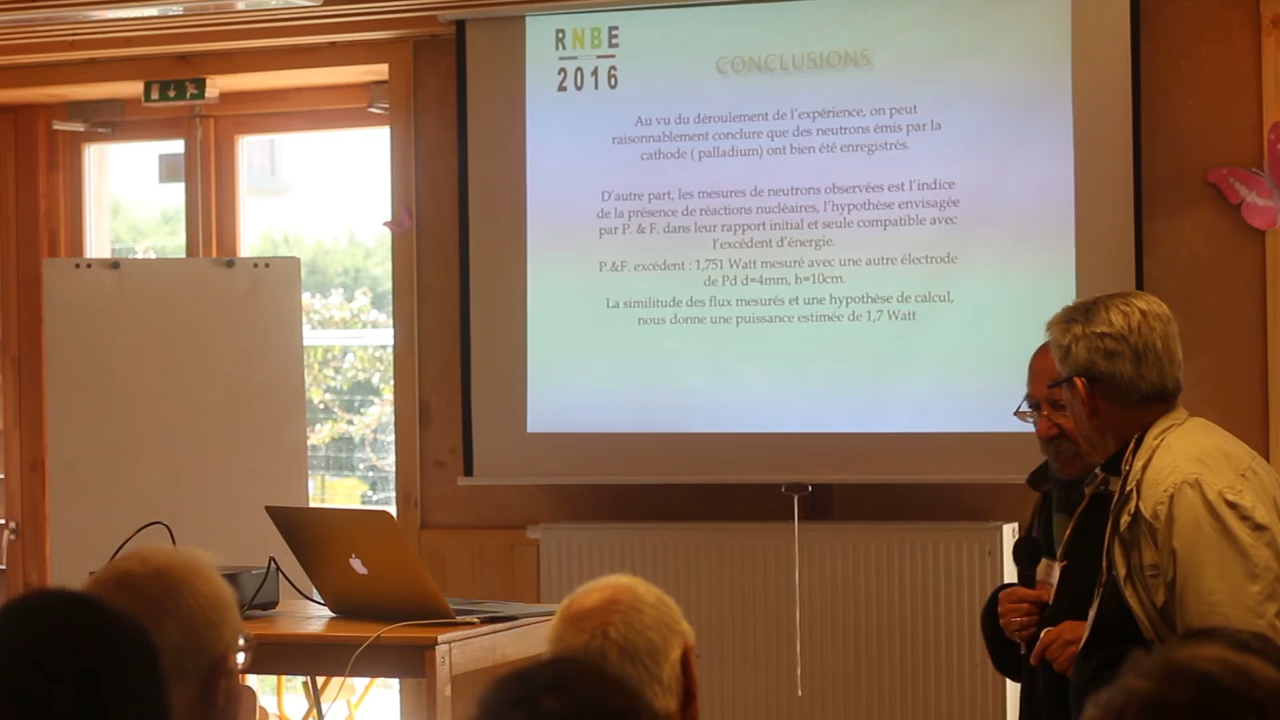 RNBE
2016
CONCLUSIONS
Au vu du déroulement de l'expérience, on peut
raisonnablement conclure que des neutrons émis par la
cathode ( palladium) ont bien été enregistrés.
D'autre part, les mesures de neutrons observées est l'indice
de la présence de réactions nucléaires, l'hypothèse envisagée
par P. & F. dans leur rapport initial et seule compatible avec
l'excédent d'énergie.
P.&F. excédent : 1,751 Watt mesuré avec une autre électrode
de Pd d=4mm, h=10cm.
La similitude des flux mesurés et une hypothèse de calcul,
nous donne une puissance estimée de 1,7 Watt